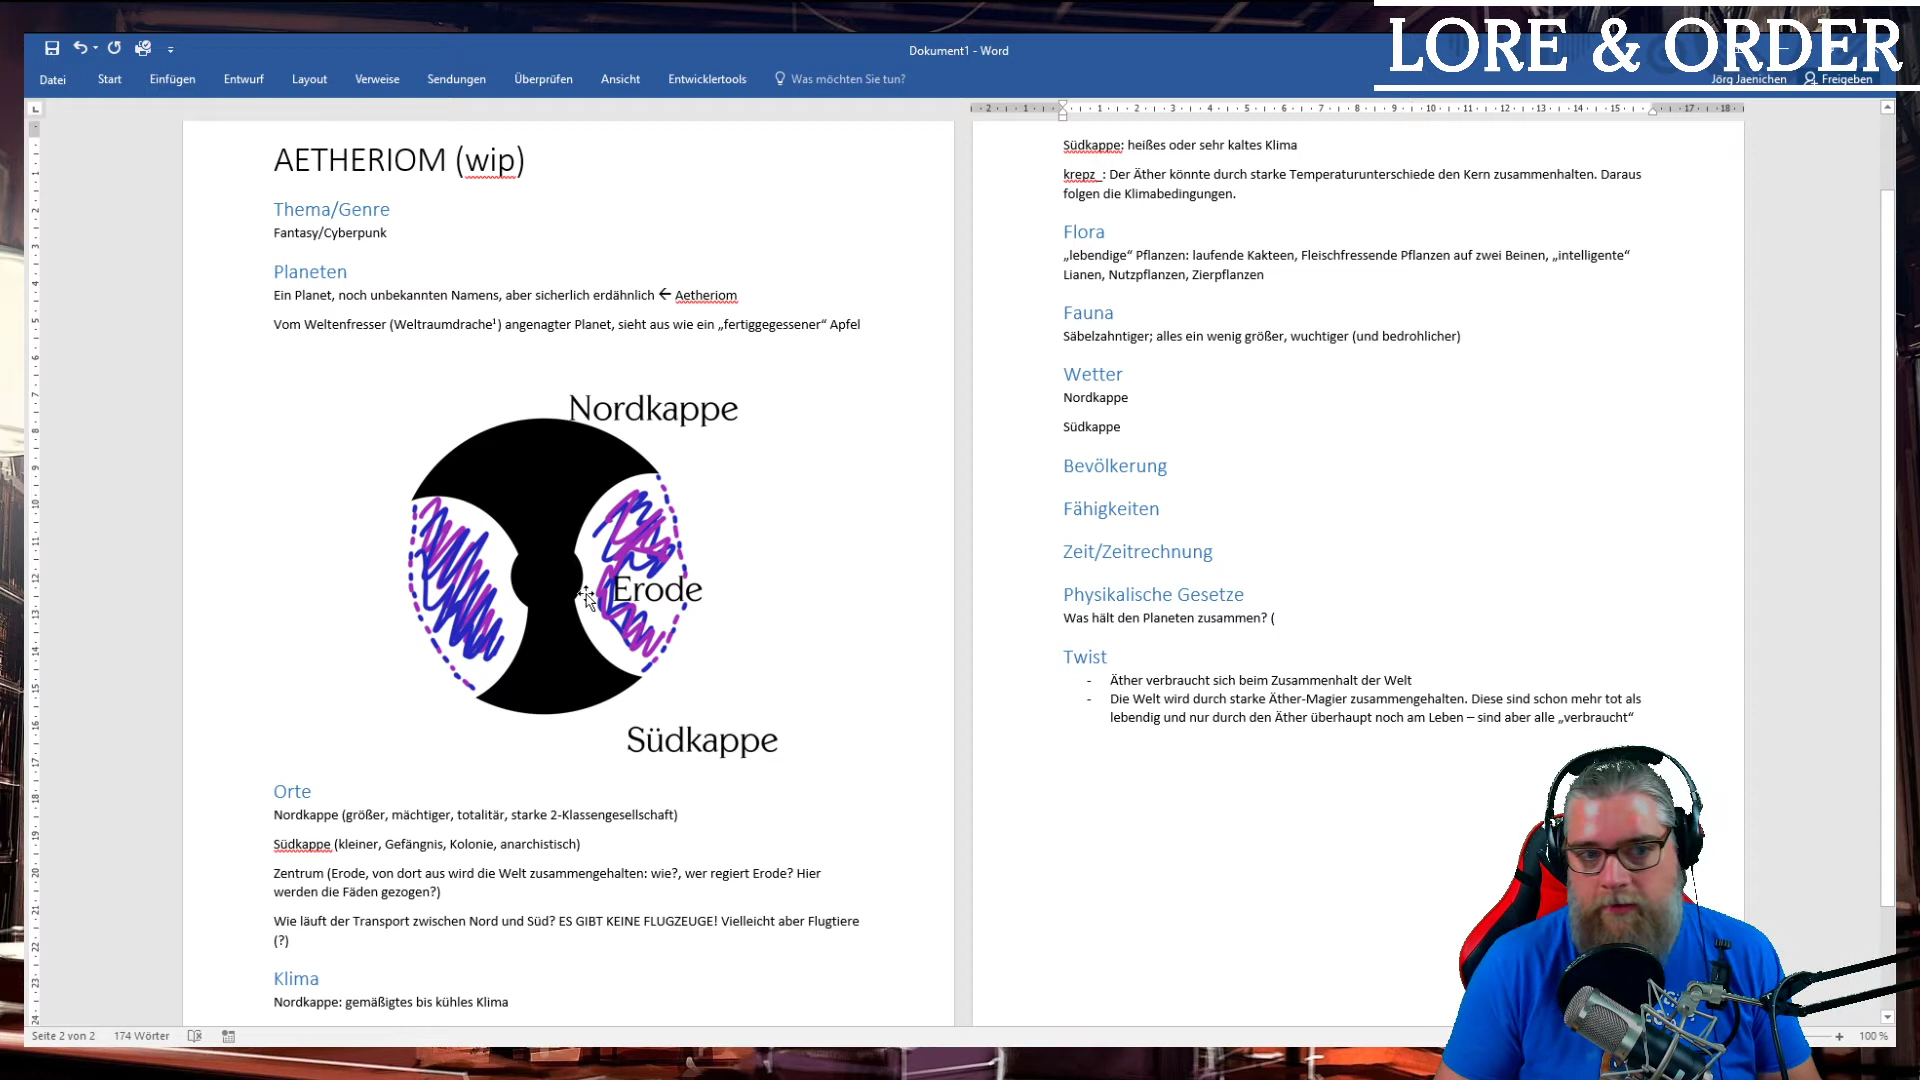 LORE & ORDER
Dokument1 - Word
Datei Start Einfügen Entwurf Layout Verweise Sendungen Überprüfen Ansicht Entwicklertools Was möchten Sie tun? Jörg Jaenichen Freigeben
AETHERIOM (wip)
Thema/Genre
Fantasy/Cyberpunk
Planeten
Ein Planet, noch unbekannten Namens, aber sicherlich erdähnlich ← Aetheriom
Vom Weltenfresser (Weltraumdrache¹) angenagter Planet, sieht aus wie ein „fertiggegessener“ Apfel
Nordkappe
Erode
Südkappe
Orte
Nordkappe (größer, mächtiger, totalitär, starke 2-Klassengesellschaft)
Südkappe (kleiner, Gefängnis, Kolonie, anarchistisch)
Zentrum (Erode, von dort aus wird die Welt zusammengehalten: wie?, wer regiert Erode? Hier
werden die Fäden gezogen?)
Wie läuft der Transport zwischen Nord und Süd? ES GIBT KEINE FLUGZEUGE! Vielleicht aber Flugtiere
(?)
Klima
Nordkappe: gemäßigtes bis kühles Klima
Südkappe: heißes oder sehr kaltes Klima
krepz_: Der Äther könnte durch starke Temperaturunterschiede den Kern zusammenhalten. Daraus
folgen die Klimabedingungen.
Flora
„lebendige“ Pflanzen: laufende Kakteen, Fleischfressende Pflanzen auf zwei Beinen, „intelligente“
Lianen, Nutzpflanzen, Zierpflanzen
Fauna
Säbelzahntiger; alles ein wenig größer, wuchtiger (und bedrohlicher)
Wetter
Nordkappe
Südkappe
Bevölkerung
Fähigkeiten
Zeit/Zeitrechnung
Physikalische Gesetze
Was hält den Planeten zusammen? (
Twist
- Äther verbraucht sich beim Zusammenhalt der Welt
- Die Welt wird durch starke Äther-Magier zusammengehalten. Diese sind schon mehr tot als
lebendig und nur durch den Äther überhaupt noch am Leben – sind aber alle „verbraucht“
Seite 2 von 2 174 Wörter 100 %